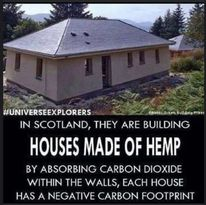 #UNIVERSEEXPLORERS
IN SCOTLAND, THEY ARE BUILDING
HOUSES MADE OF HEMP
BY ABSORBING CARBON DIOXIDE
WITHIN THE WALLS, EACH HOUSE
HAS A NEGATIVE CARBON FOOTPRINT